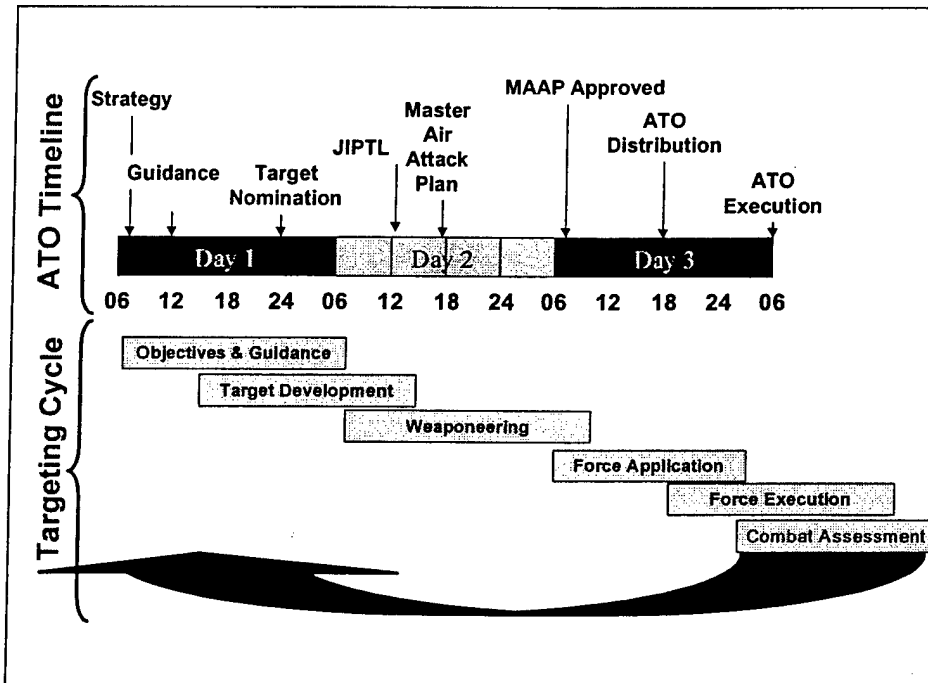 ATO Timeline
Strategy
Guidance
Target
Nomination
JIPTL
Master
Air
Attack
Plan
MAAP Approved
ATO
Distribution
ATO
Execution
Day 1
Day 2
Day 3
06 12 18 24 06 12 18 24 06 12 18 24 06
Targeting Cycle
Objectives & Guidance
Target Development
Weaponeering
Force Application
Force Execution
Combat Assessment